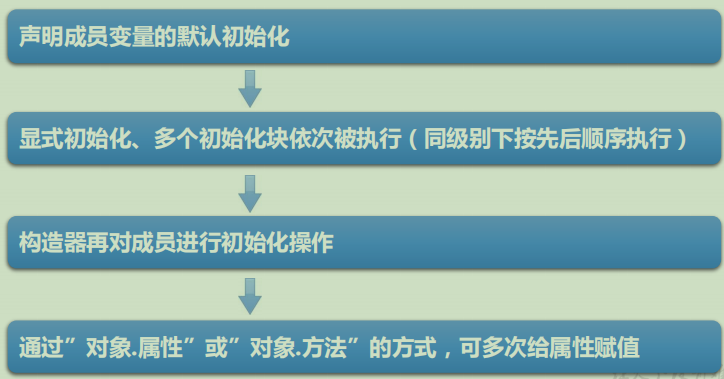 声明成员变量的默认初始化
显式初始化、多个初始化块依次被执行（同级别下按先后顺序执行）
构造器再对成员进行初始化操作
通过”对象.属性”或”对象.方法”的方式，可多次给属性赋值